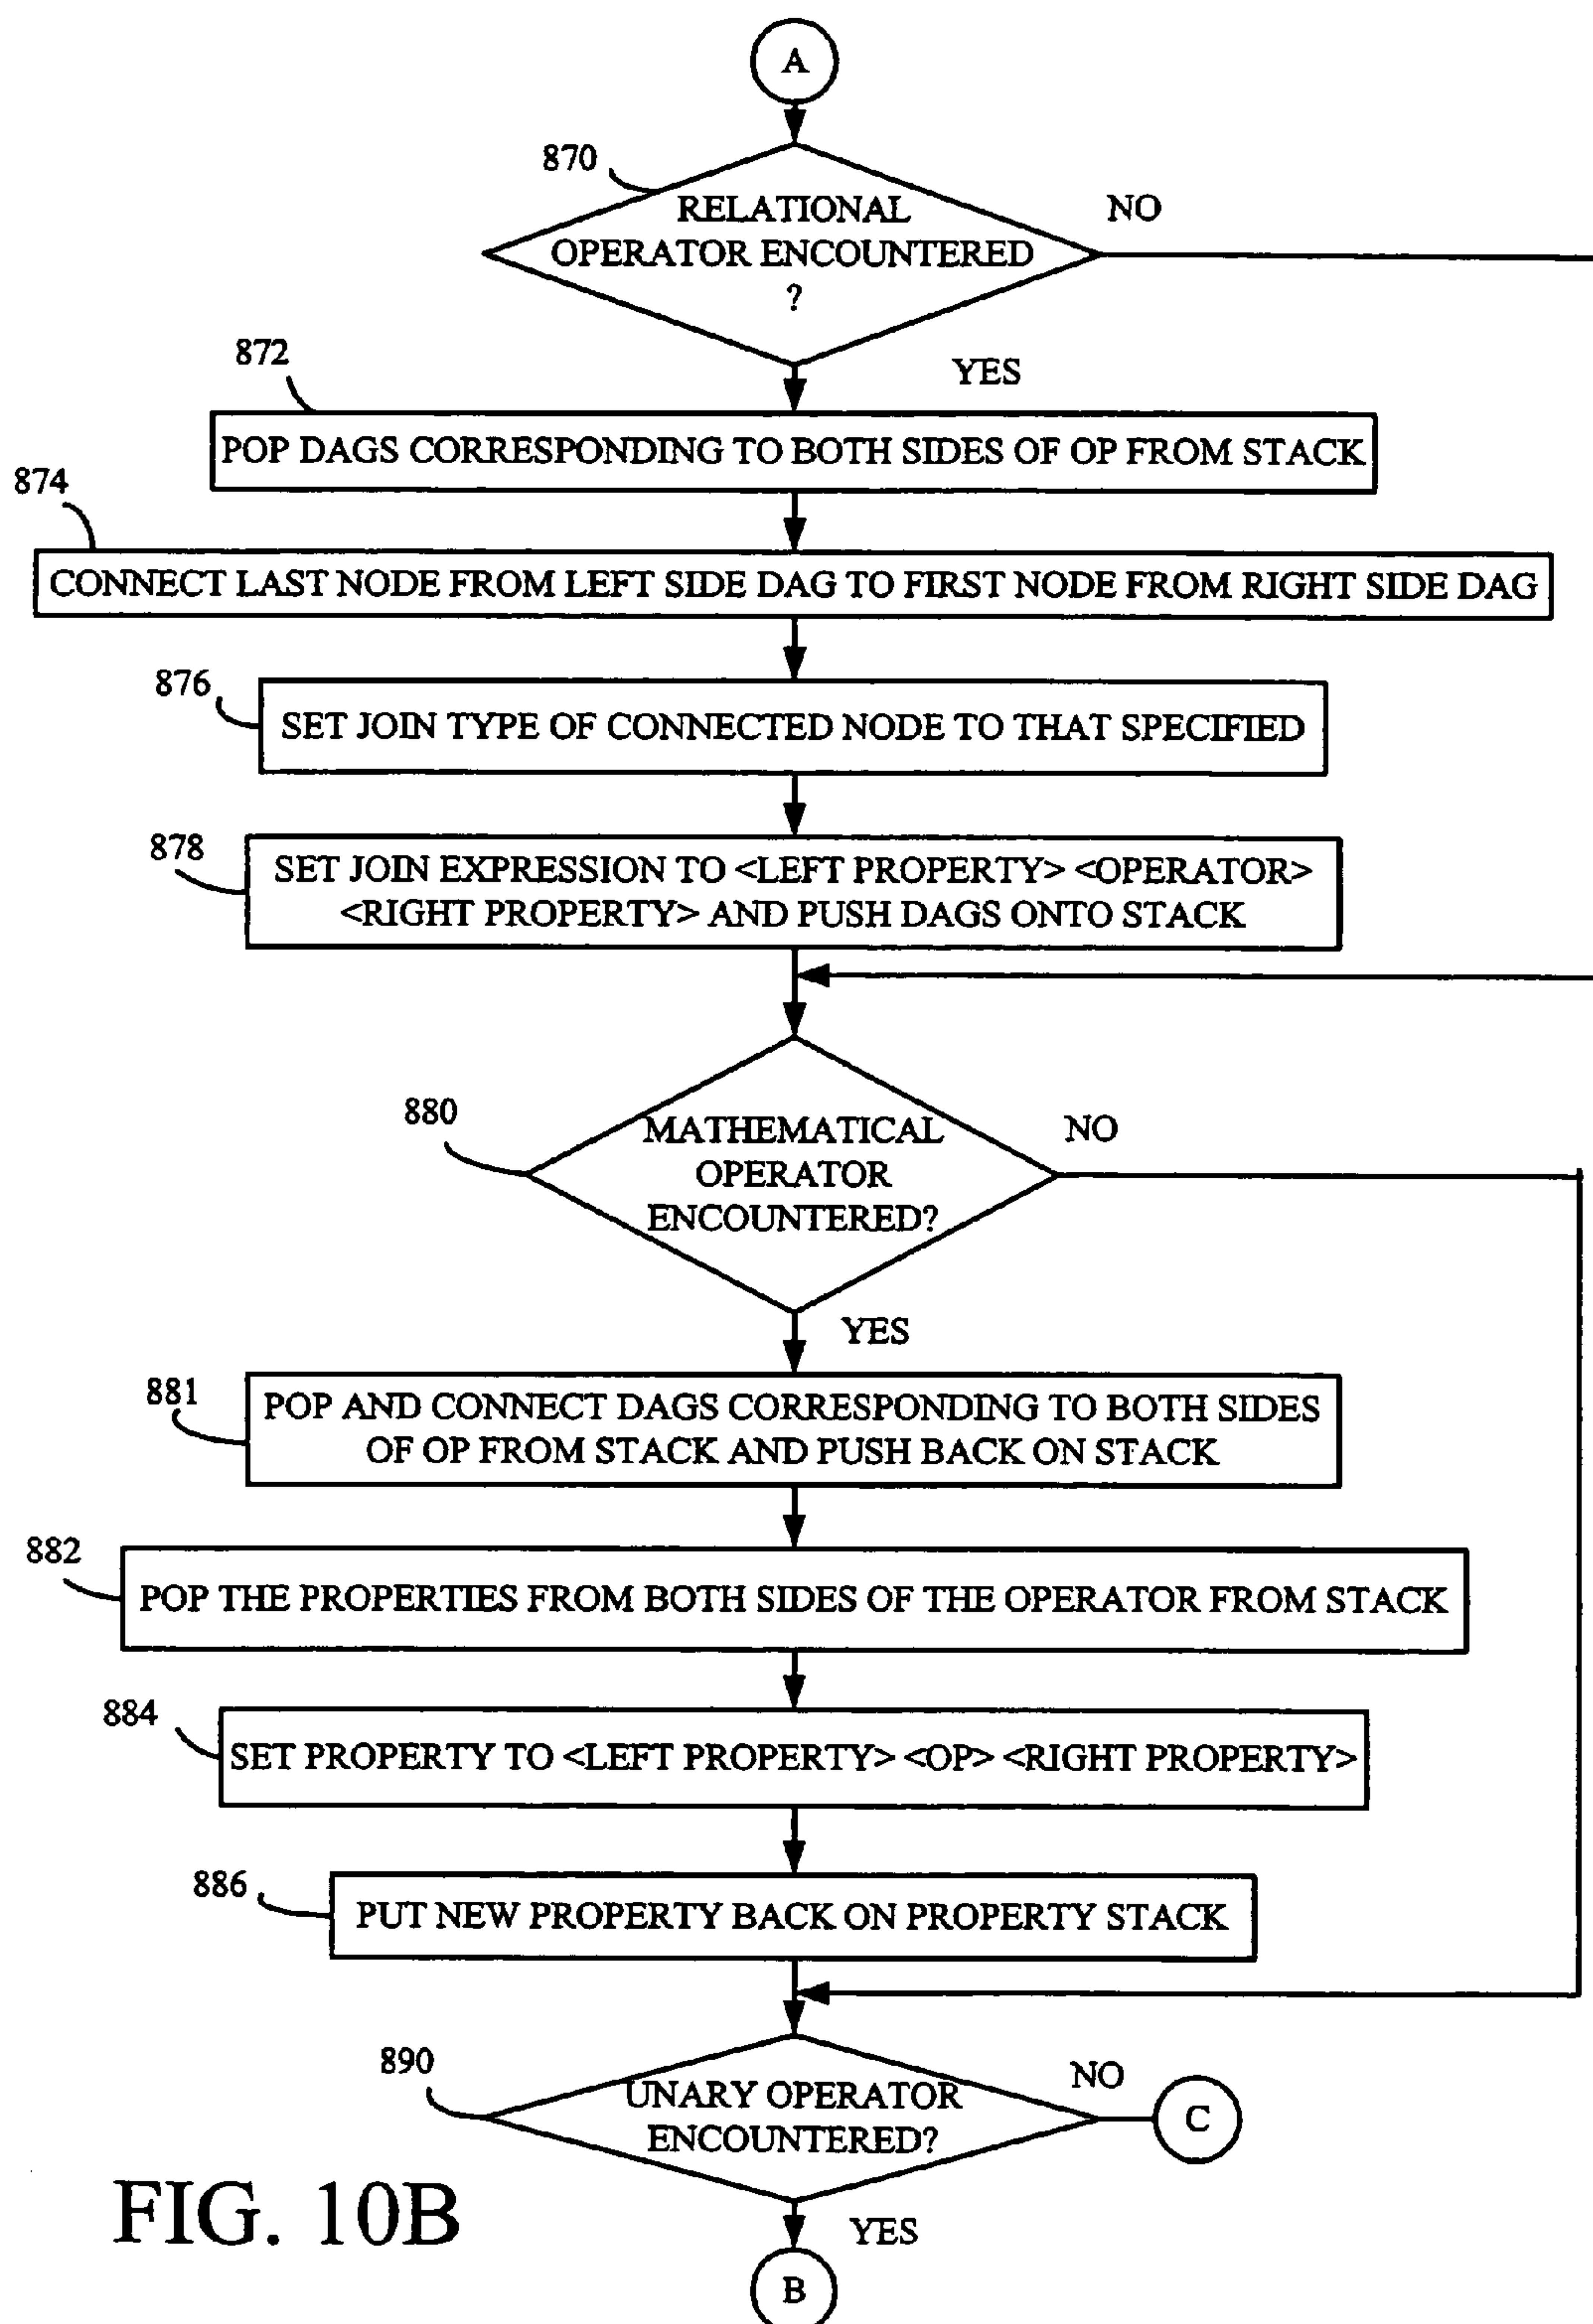 A
870
RELATIONAL
OPERATOR ENCOUNTERED
?
NO
YES
872
POP DAGS CORRESPONDING TO BOTH SIDES OF OP FROM STACK
874
CONNECT LAST NODE FROM LEFT SIDE DAG TO FIRST NODE FROM RIGHT SIDE DAG
876
SET JOIN TYPE OF CONNECTED NODE TO THAT SPECIFIED
878
SET JOIN EXPRESSION TO <LEFT PROPERTY> <OPERATOR>
<RIGHT PROPERTY> AND PUSH DAGS ONTO STACK
880
MATHEMATICAL
OPERATOR
ENCOUNTERED?
NO
YES
881
POP AND CONNECT DAGS CORRESPONDING TO BOTH SIDES
OF OP FROM STACK AND PUSH BACK ON STACK
882
POP THE PROPERTIES FROM BOTH SIDES OF THE OPERATOR FROM STACK
884
SET PROPERTY TO <LEFT PROPERTY> <OP> <RIGHT PROPERTY>
886
PUT NEW PROPERTY BACK ON PROPERTY STACK
890
UNARY OPERATOR
ENCOUNTERED?
NO
C
YES
B
FIG. 10B